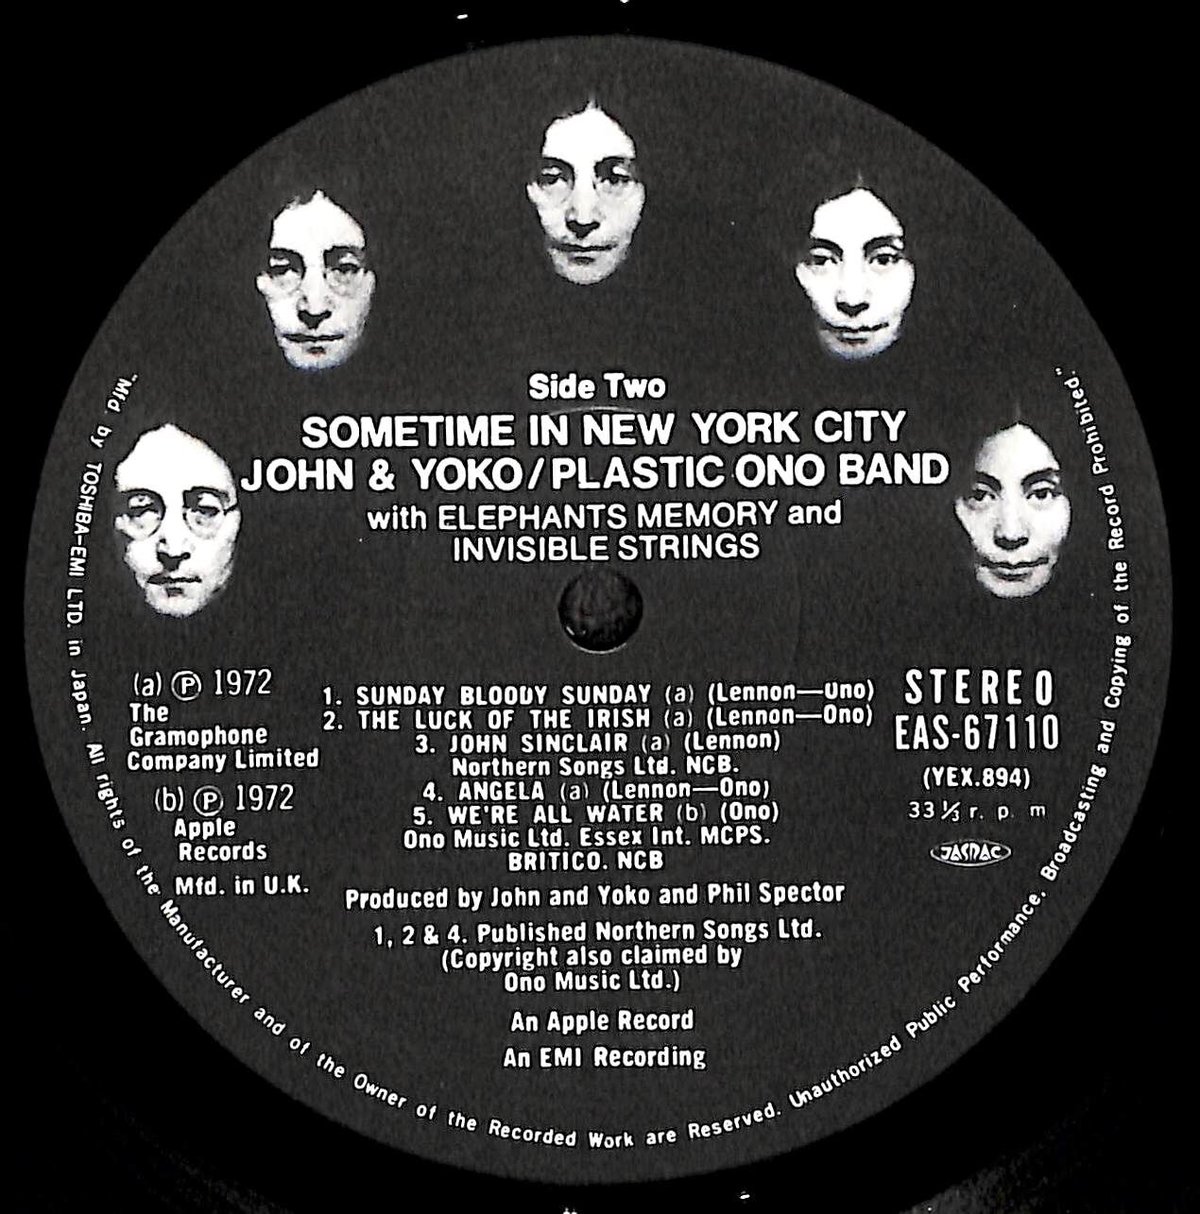 Side Two
SOMETIME IN NEW YORK CITY
JOHN & YOKO/PLASTIC ONO BAND
with ELEPHANTS MEMORY and
INVISIBLE STRINGS
(a) ℗ 1972
The
Gramophone
Company Limited
(b) ℗ 1972
Apple
Records
Mfd. in U.K.
1. SUNDAY BLOODY SUNDAY (a) (Lennon—Ono)
2. THE LUCK OF THE IRISH (a) (Lennon—Ono)
3. JOHN SINCLAIR (a) (Lennon)
Northern Songs Ltd. NCB.
4. ANGELA (a) (Lennon—Ono)
5. WE'RE ALL WATER (b) (Ono)
Ono Music Ltd. Essex Int. MCPS.
BRITICO. NCB
STEREO
EAS-67110
(YEX.894)
33⅓ r. p. m
JASRAC
Produced by John and Yoko and Phil Spector
1, 2 & 4. Published Northern Songs Ltd.
(Copyright also claimed by
Ono Music Ltd.)
An Apple Record
An EMI Recording
"Mfd. by TOSHIBA-EMI LTD. in Japan. All rights of the Manufacturer and of the Owner of the Recorded Work are Reserved. Unauthorized Public Performance. Broadcasting and Copying of the Record Prohibited."